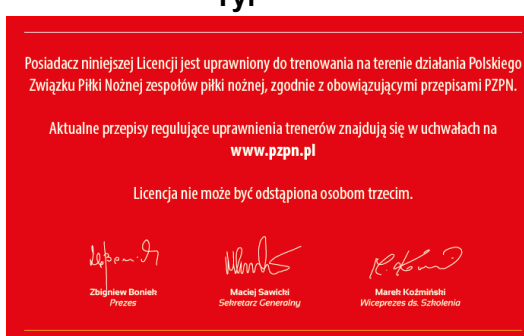 Tył
Posiadacz niniejszej Licencji jest uprawniony do trenowania na terenie działania Polskiego
Związku Piłki Nożnej zespołów piłki nożnej, zgodnie z obowiązującymi przepisami PZPN.
Aktualne przepisy regulujące uprawnienia trenerów znajdują się w uchwałach na
www.pzpn.pl
Licencja nie może być odstąpiona osobom trzecim.
Zbigniew Boniek
Prezes
Maciej Sawicki
Sekretarz Generalny
Marek Koźmiński
Wiceprezes ds. Szkolenia